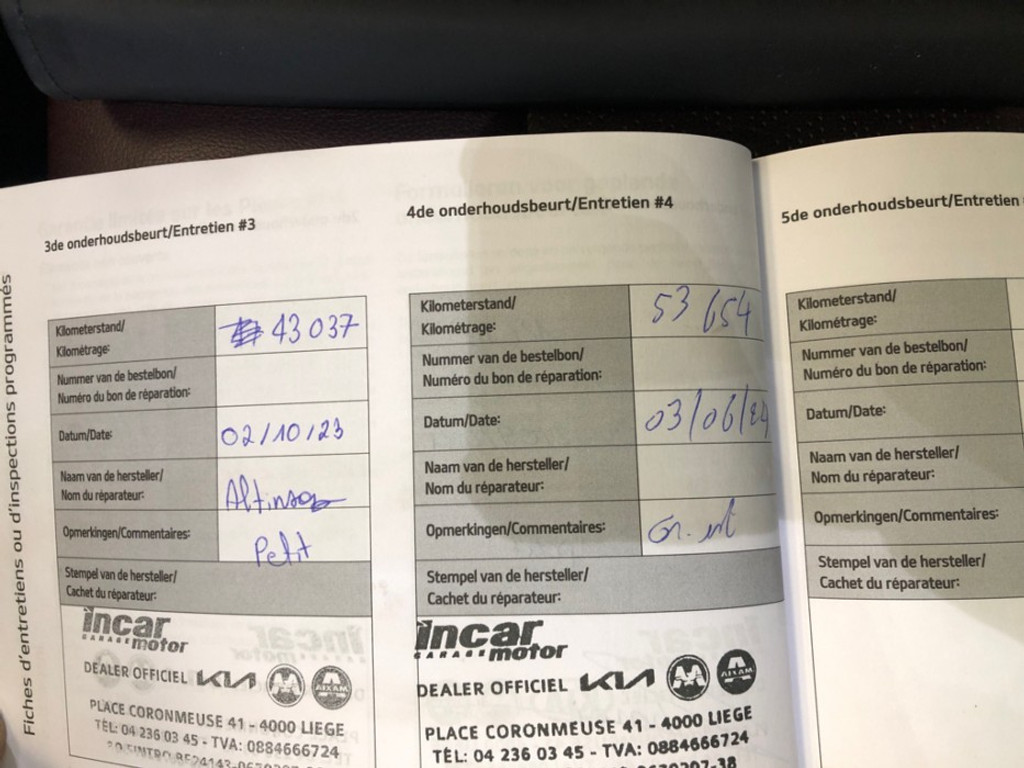 Fiches d'entretiens ou d'inspections programmés
3de onderhoudsbeurt/Entretien #3
Kilometerstand/
Kilométrage:
43 037
Nummer van de bestelbon/
Numéro du bon de réparation:
Datum/Date:
02/10/23
Naam van de hersteller/
Nom du réparateur:
Opmerkingen/Commentaires:
Petit
Stempel van de hersteller/
Cachet du réparateur:
incar
GARAGE motor
DEALER OFFICIEL KIA AIXAM
PLACE CORONMEUSE 41 - 4000 LIEGE
TÉL: 04 236 03 45 - TVA: 0884666724
4de onderhoudsbeurt/Entretien #4
Kilometerstand/
Kilométrage:
53 654
Nummer van de bestelbon/
Numéro du bon de réparation:
Datum/Date:
03/06/24
Naam van de hersteller/
Nom du réparateur:
Opmerkingen/Commentaires:
Stempel van de hersteller/
Cachet du réparateur:
incar
GARAGE motor
DEALER OFFICIEL KIA AIXAM
PLACE CORONMEUSE 41 - 4000 LIEGE
TÉL: 04 236 03 45 - TVA: 0884666724
5de onderhoudsbeurt/Entretien
Kilometerstand/
Kilométrage:
Nummer van de bestelbon/
Numéro du bon de réparation:
Datum/Date:
Naam van de hersteller/
Nom du réparateur:
Opmerkingen/Commentaires:
Stempel van de hersteller/
Cachet du réparateur: